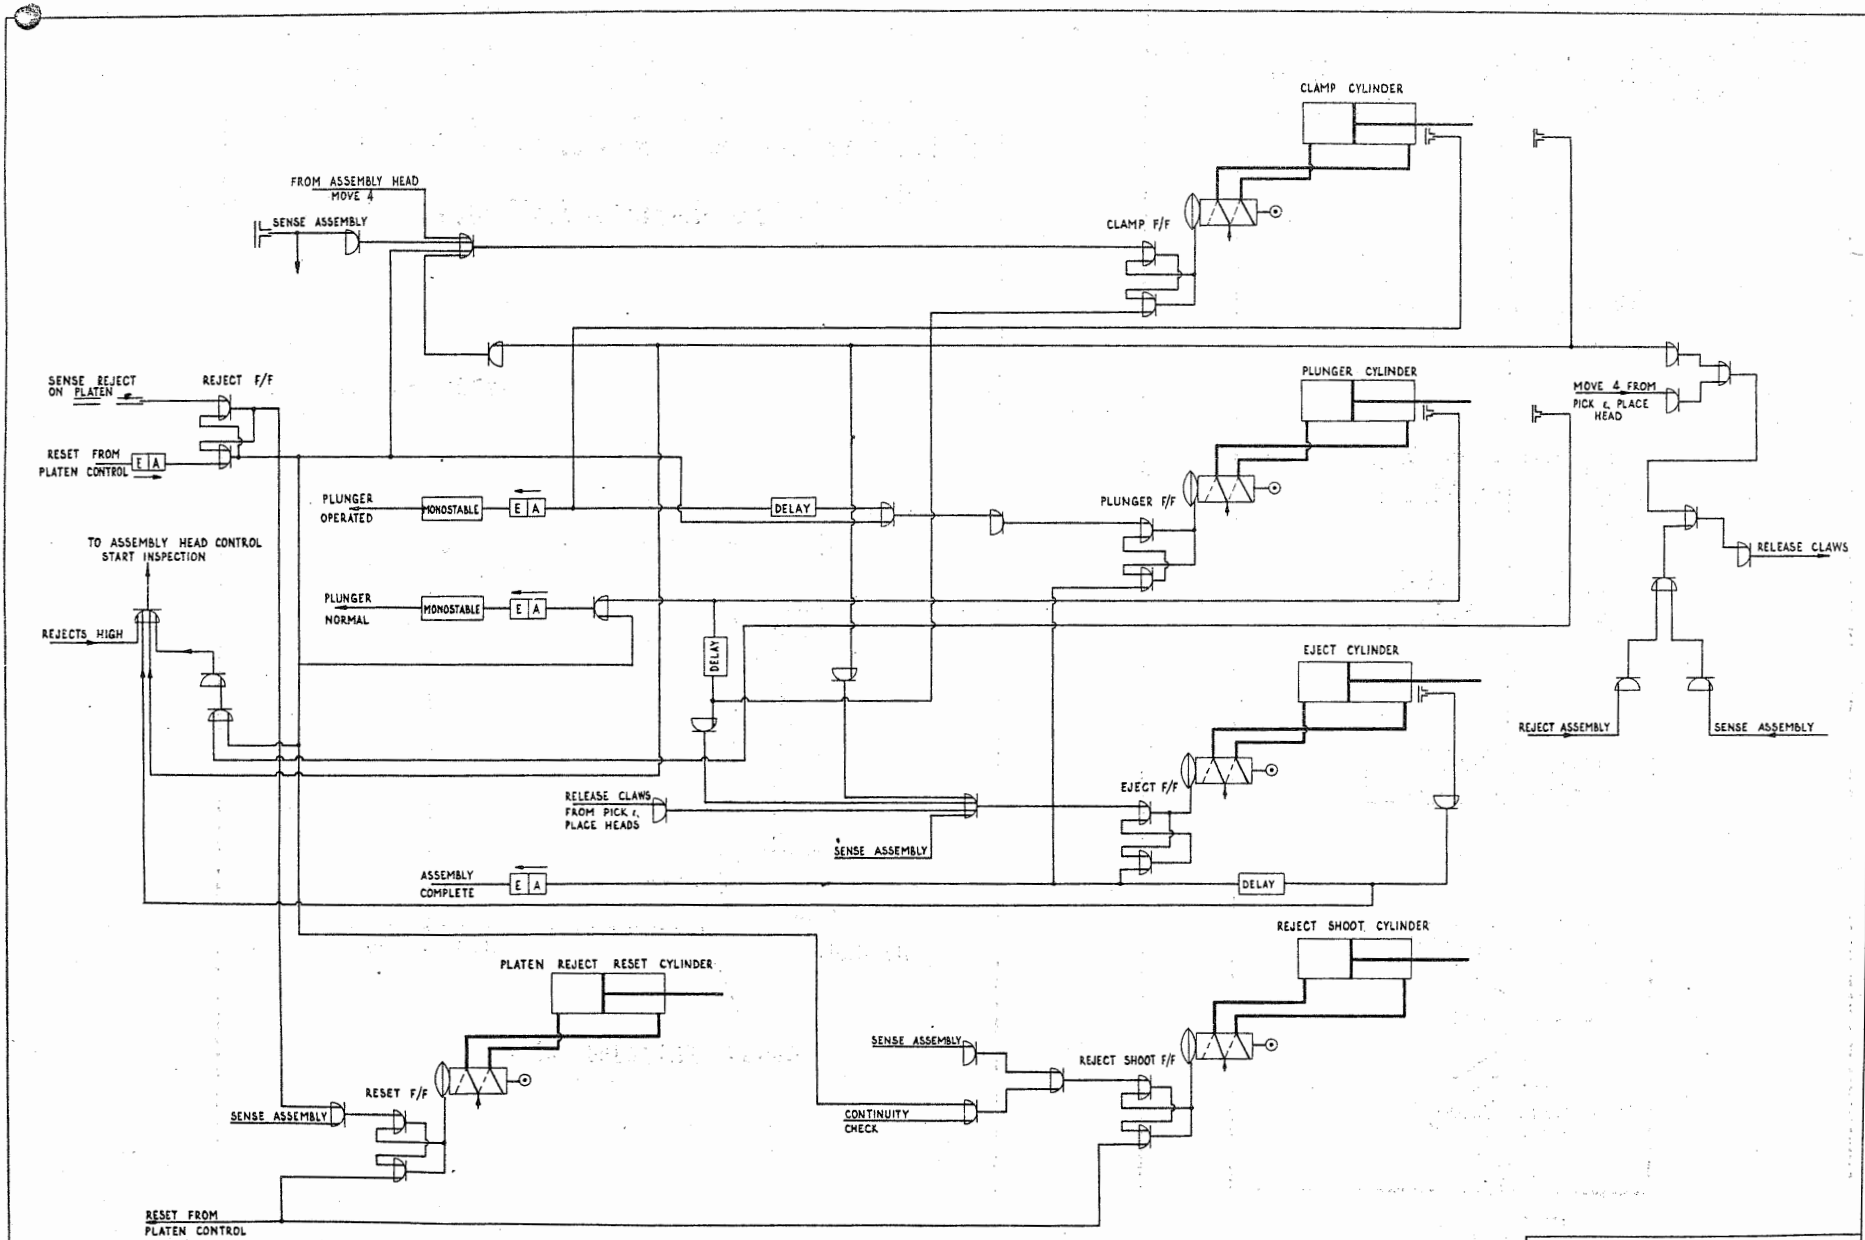 CLAMP CYLINDER
FROM ASSEMBLY HEAD
MOVE 4
SENSE ASSEMBLY
CLAMP F/F
SENSE REJECT
ON PLATEN
REJECT F/F
PLUNGER CYLINDER
MOVE 4 FROM
PICK & PLACE
HEAD
RESET FROM
PLATEN CONTROL
E A
PLUNGER
OPERATED
MONOSTABLE
E A
DELAY
PLUNGER F/F
TO ASSEMBLY HEAD CONTROL
START INSPECTION
RELEASE CLAWS
PLUNGER
NORMAL
MONOSTABLE
E A
REJECTS HIGH
DELAY
EJECT CYLINDER
REJECT ASSEMBLY
SENSE ASSEMBLY
RELEASE CLAWS
FROM PICK &
PLACE HEADS
EJECT F/F
SENSE ASSEMBLY
ASSEMBLY
COMPLETE
E A
DELAY
REJECT SHOOT CYLINDER
PLATEN REJECT RESET CYLINDER
SENSE ASSEMBLY
REJECT SHOOT F/F
RESET F/F
SENSE ASSEMBLY
CONTINUITY
CHECK
RESET FROM
PLATEN CONTROL